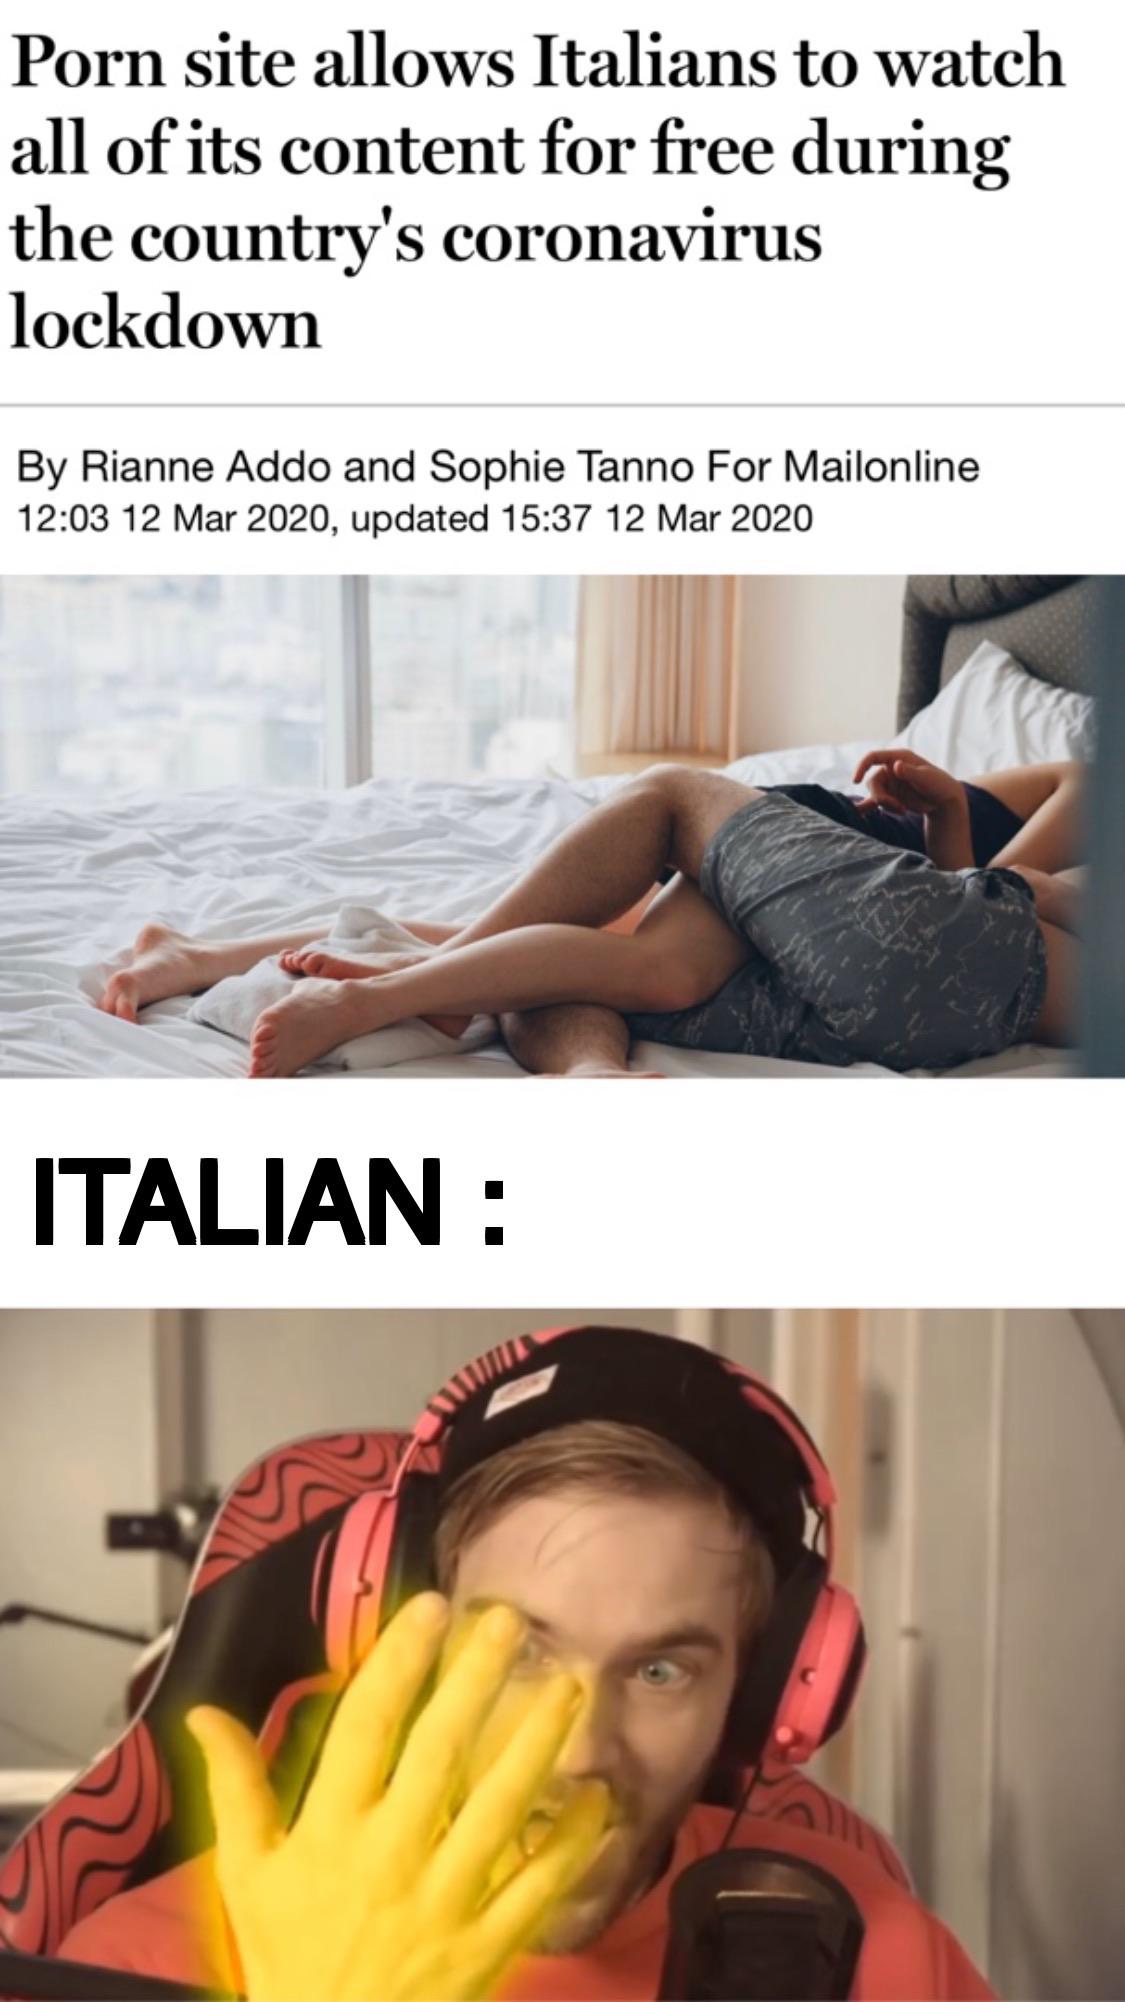 Porn site allows Italians to watch
all of its content for free during
the country's coronavirus
lockdown
By Rianne Addo and Sophie Tanno For Mailonline
12:03 12 Mar 2020, updated 15:37 12 Mar 2020
ITALIAN :